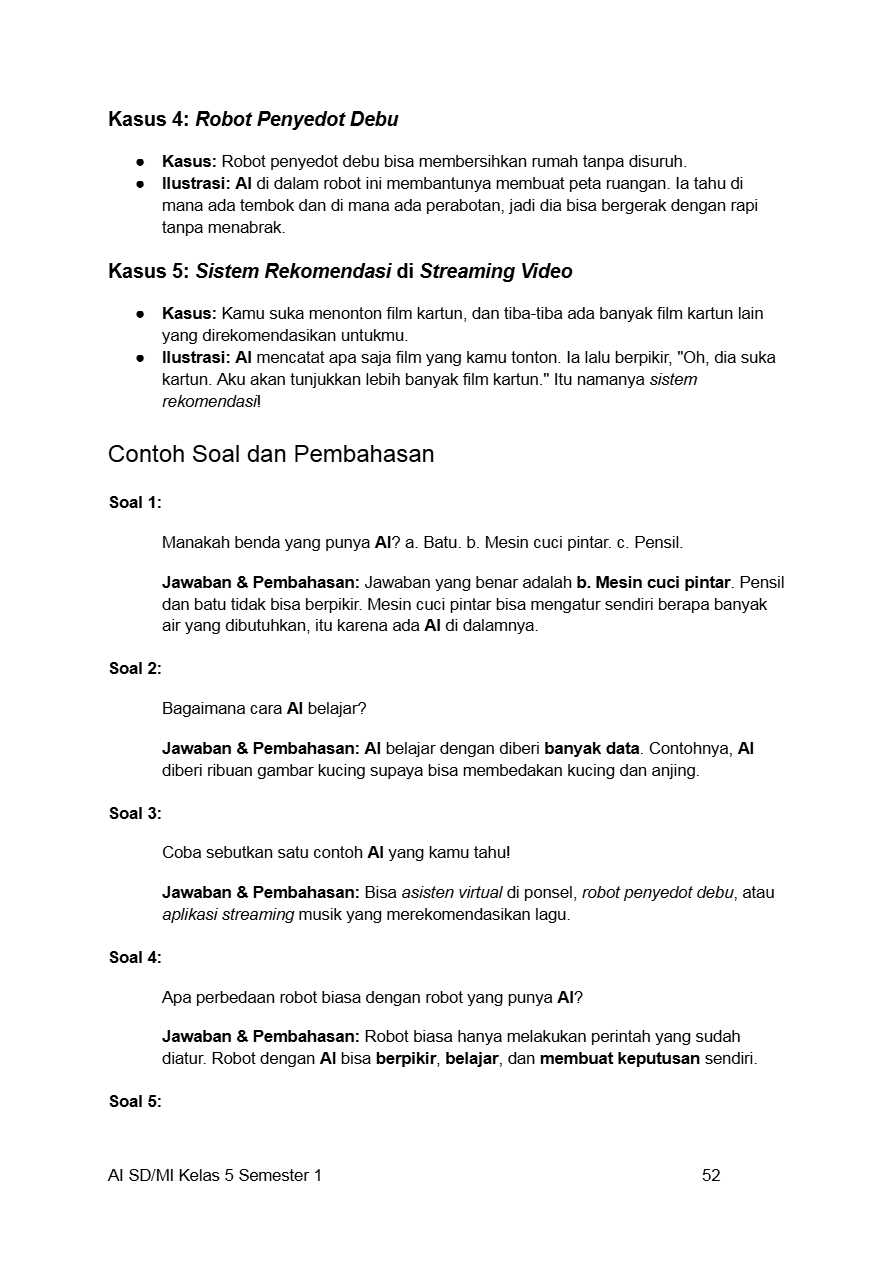 Kasus 4: Robot Penyedot Debu
● Kasus: Robot penyedot debu bisa membersihkan rumah tanpa disuruh.
● Ilustrasi: AI di dalam robot ini membantunya membuat peta ruangan. Ia tahu di
mana ada tembok dan di mana ada perabotan, jadi dia bisa bergerak dengan rapi
tanpa menabrak.
Kasus 5: Sistem Rekomendasi di Streaming Video
● Kasus: Kamu suka menonton film kartun, dan tiba-tiba ada banyak film kartun lain
yang direkomendasikan untukmu.
● Ilustrasi: AI mencatat apa saja film yang kamu tonton. Ia lalu berpikir, "Oh, dia suka
kartun. Aku akan tunjukkan lebih banyak film kartun." Itu namanya sistem
rekomendasi!
Contoh Soal dan Pembahasan
Soal 1:
Manakah benda yang punya AI? a. Batu. b. Mesin cuci pintar. c. Pensil.
Jawaban & Pembahasan: Jawaban yang benar adalah b. Mesin cuci pintar. Pensil
dan batu tidak bisa berpikir. Mesin cuci pintar bisa mengatur sendiri berapa banyak
air yang dibutuhkan, itu karena ada AI di dalamnya.
Soal 2:
Bagaimana cara AI belajar?
Jawaban & Pembahasan: AI belajar dengan diberi banyak data. Contohnya, AI
diberi ribuan gambar kucing supaya bisa membedakan kucing dan anjing.
Soal 3:
Coba sebutkan satu contoh AI yang kamu tahu!
Jawaban & Pembahasan: Bisa asisten virtual di ponsel, robot penyedot debu, atau
aplikasi streaming musik yang merekomendasikan lagu.
Soal 4:
Apa perbedaan robot biasa dengan robot yang punya AI?
Jawaban & Pembahasan: Robot biasa hanya melakukan perintah yang sudah
diatur. Robot dengan AI bisa berpikir, belajar, dan membuat keputusan sendiri.
Soal 5:
AI SD/MI Kelas 5 Semester 1 52